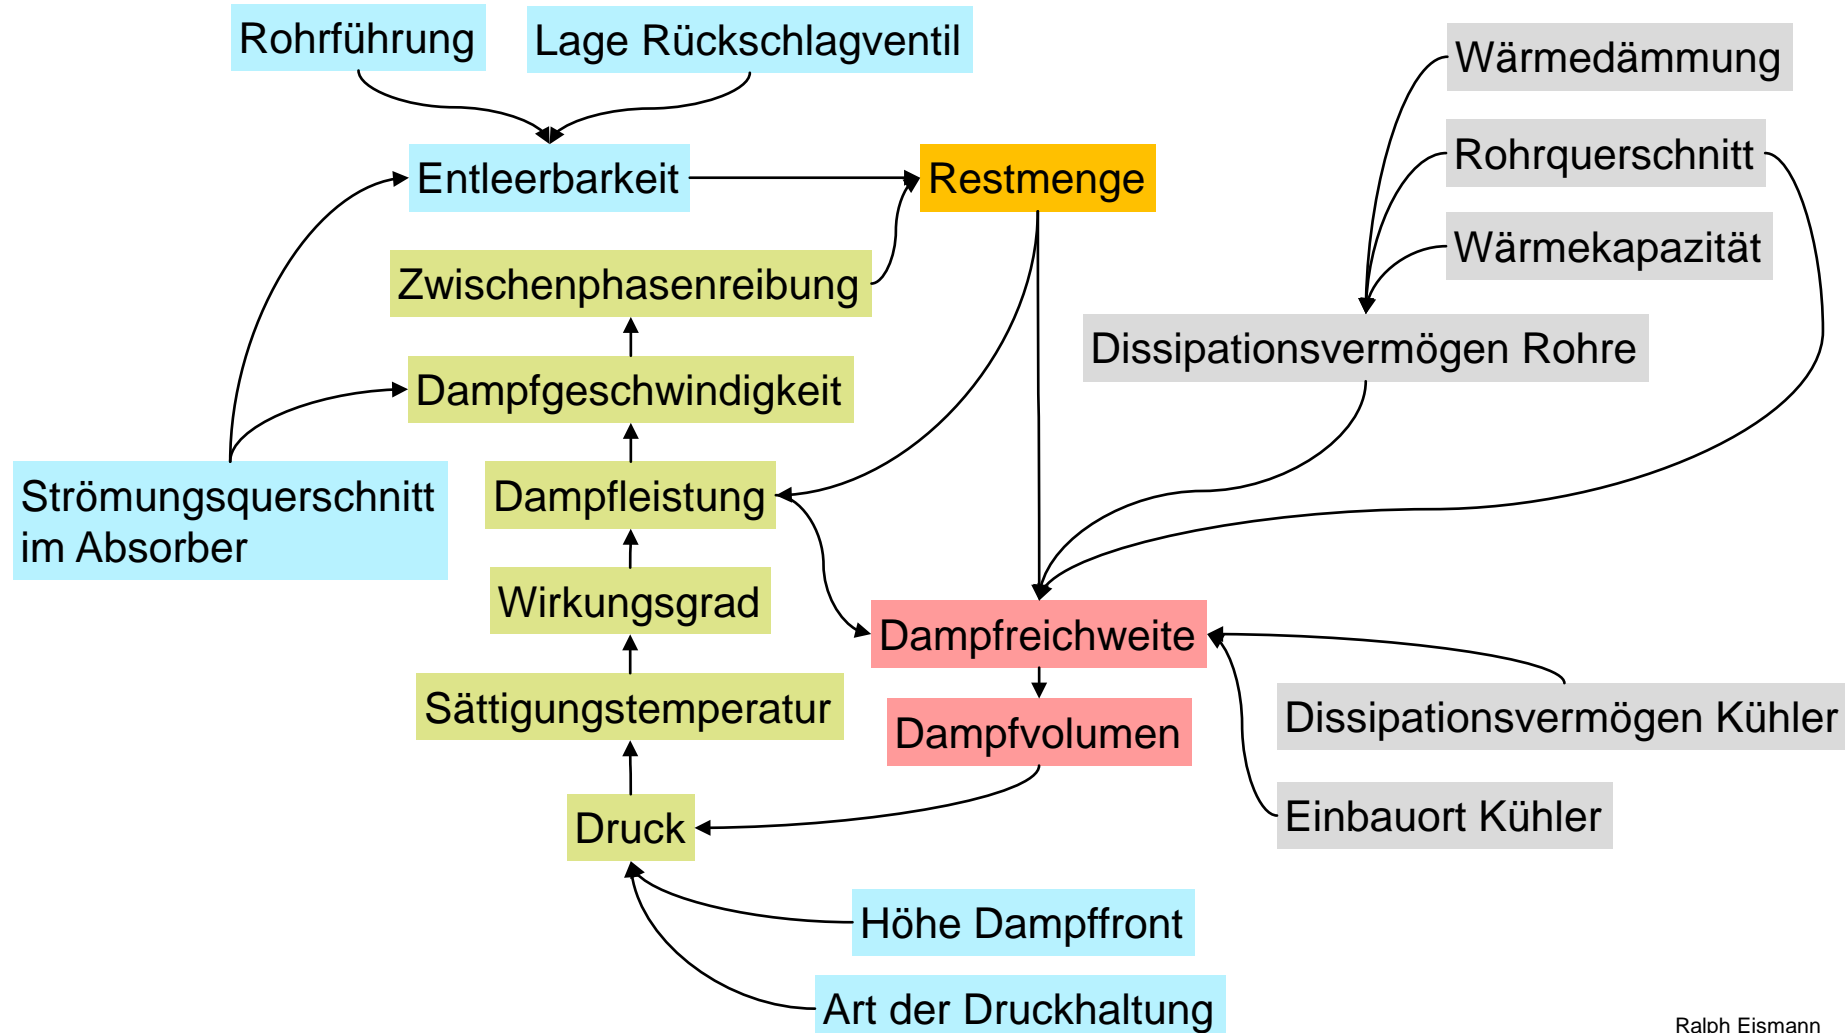 Rohrführung
Lage Rückschlagventil
Wärmedämmung
Rohrquerschnitt
Entleerbarkeit
Restmenge
Wärmekapazität
Zwischenphasenreibung
Dissipationsvermögen Rohre
Dampfgeschwindigkeit
Strömungsquerschnitt
im Absorber
Dampfleistung
Wirkungsgrad
Dampfreichweite
Sättigungstemperatur
Dampfvolumen
Dissipationsvermögen Kühler
Druck
Einbauort Kühler
Höhe Dampffront
Art der Druckhaltung
Ralph Eismann